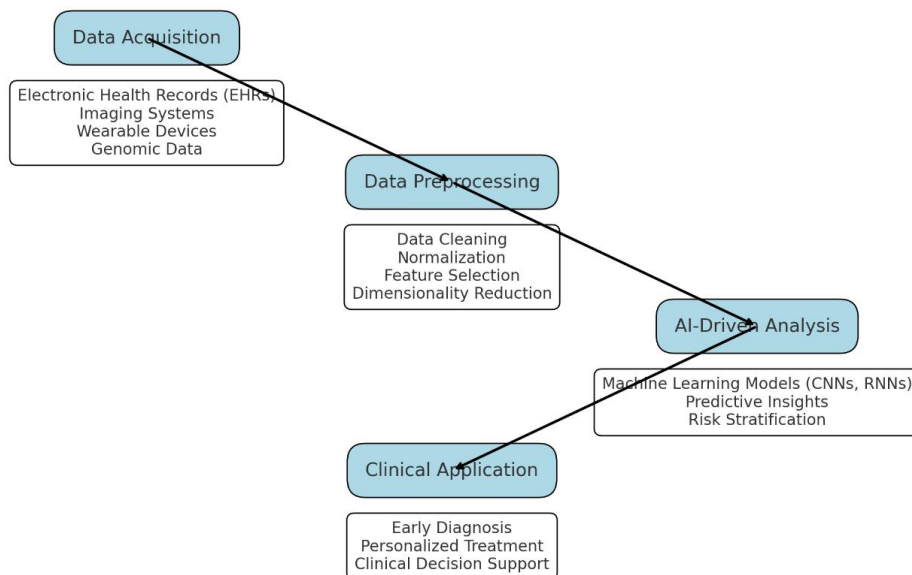 Data Acquisition
Electronic Health Records (EHRs)
Imaging Systems
Wearable Devices
Genomic Data
Data Preprocessing
Data Cleaning
Normalization
Feature Selection
Dimensionality Reduction
AI-Driven Analysis
Machine Learning Models (CNNs, RNNs)
Predictive Insights
Risk Stratification
Clinical Application
Early Diagnosis
Personalized Treatment
Clinical Decision Support